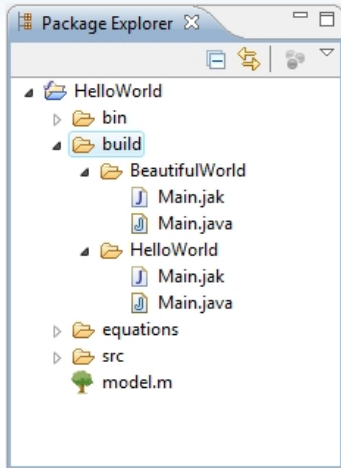 Package Explorer
HelloWorld
bin
build
BeautifulWorld
Main.jak
Main.java
HelloWorld
Main.jak
Main.java
equations
src
model.m